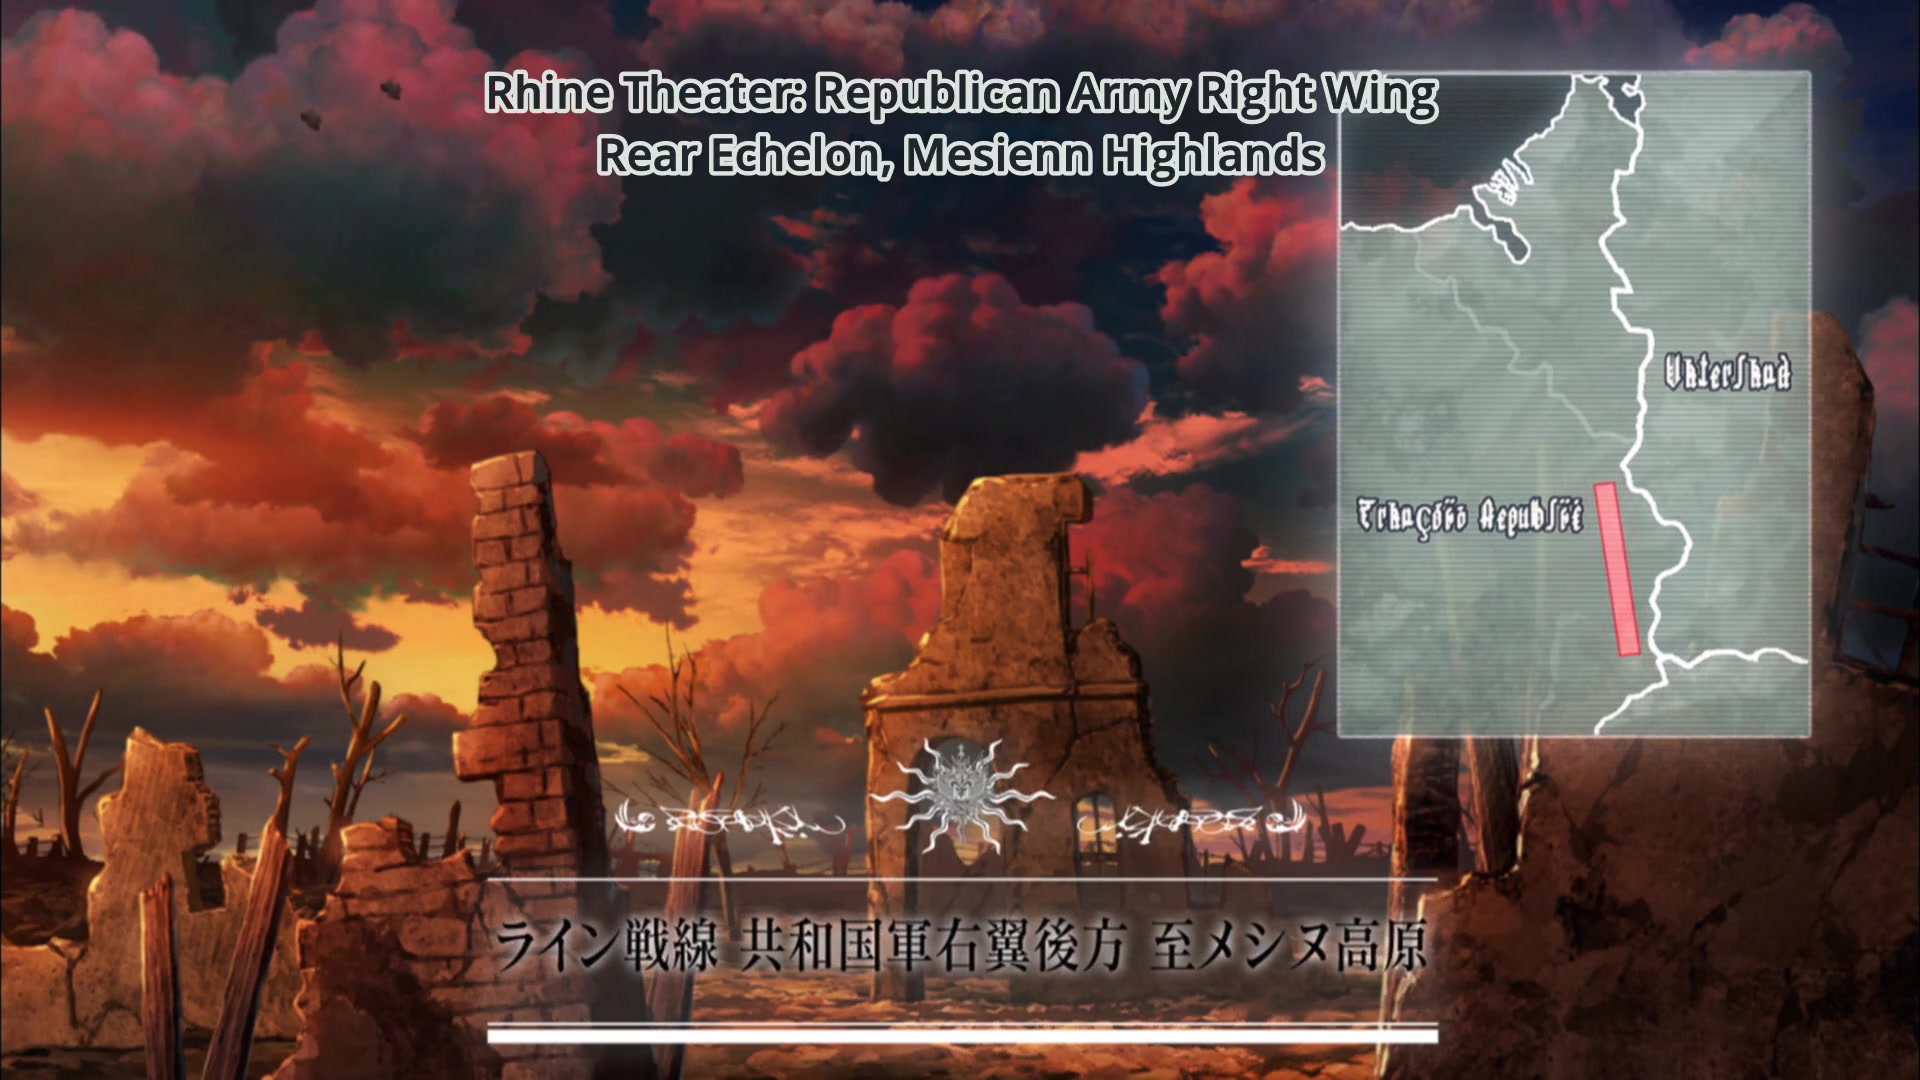 Rhine Theater: Republican Army Right Wing
Rear Echelon, Mesienn Highlands
ライン戦線 共和国軍右翼後方 至メシヌ高原